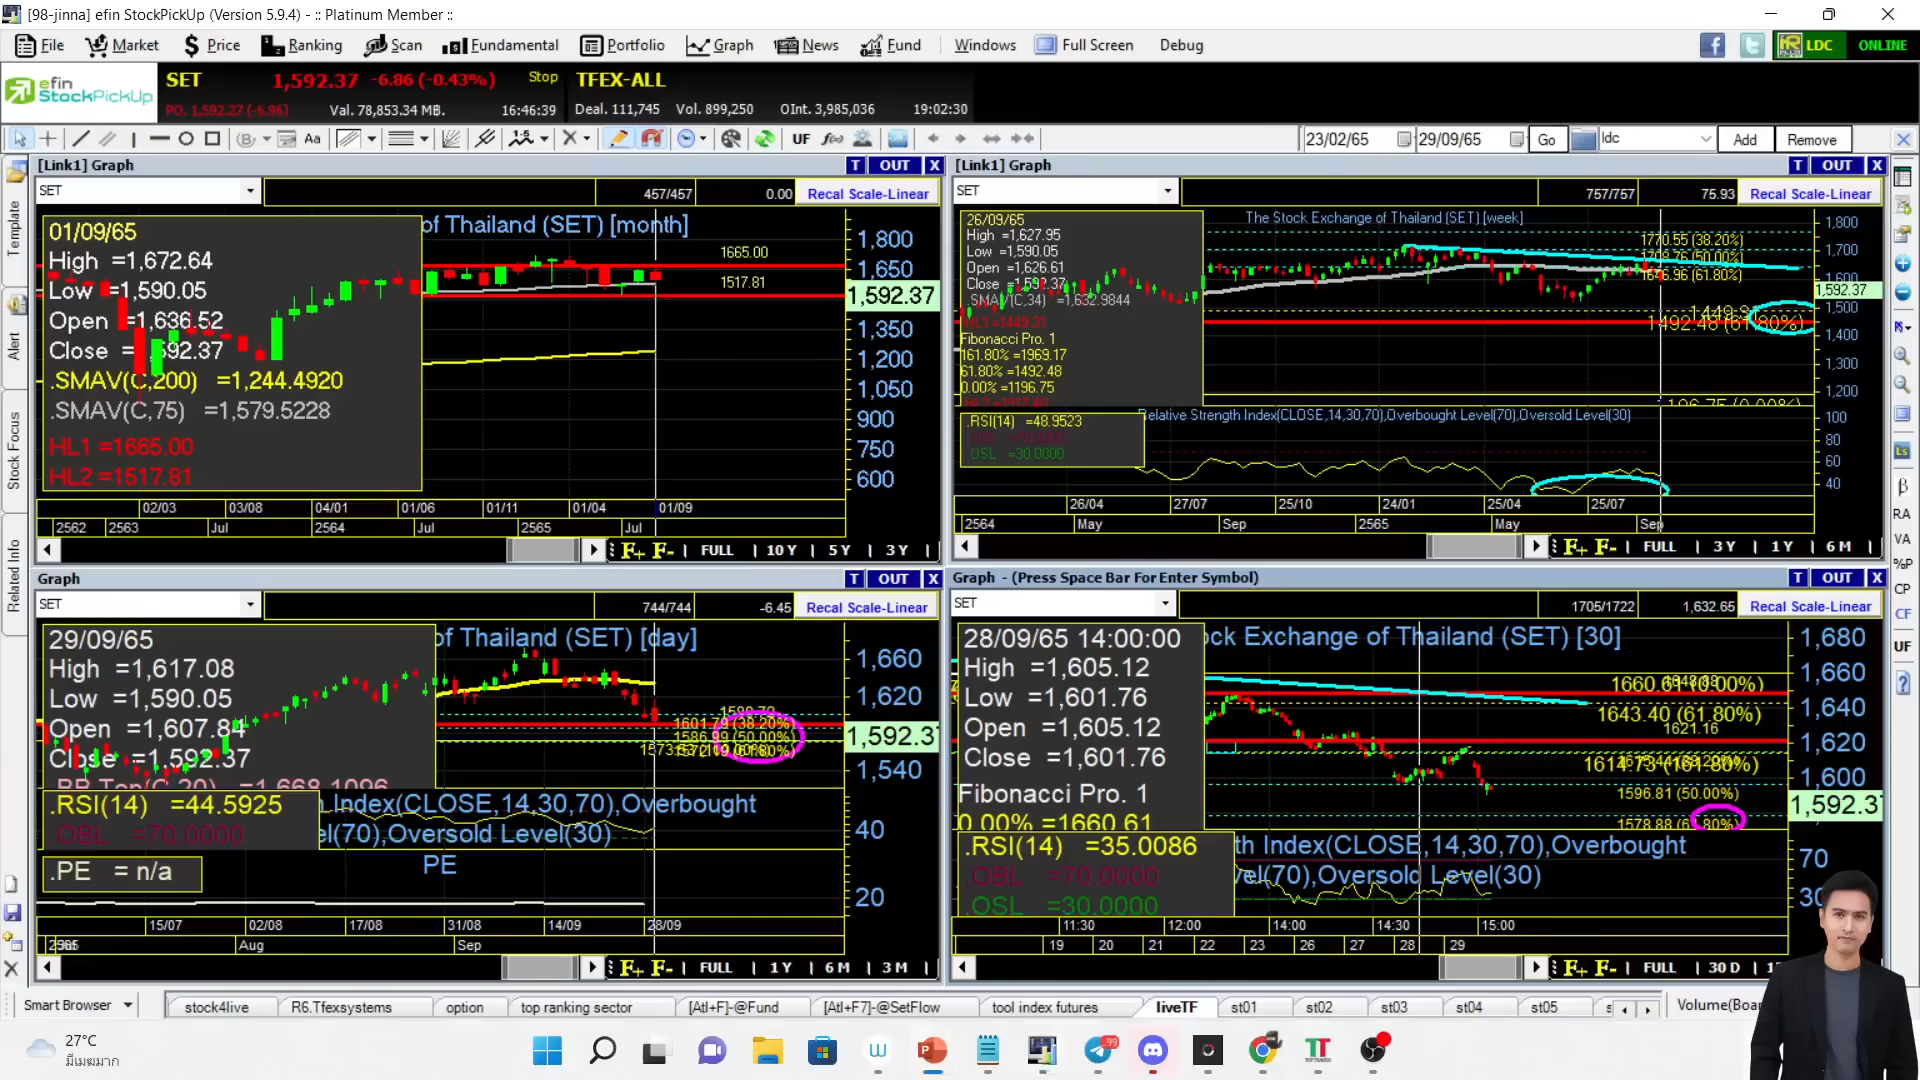 [98-jinna] efin StockPickUp (Version 5.9.4) - :: Platinum Member ::
File Market $ Price Ranking Scan Fundamental Portfolio Graph News Fund Windows Full Screen Debug LDC ONLINE
efin StockPickUp
SET 1,592.37 -6.86 (-0.43%) Stop TFEX-ALL
PO. 1,592.27 (-6.96) Val. 78,853.34 MB. 16:46:39 Deal. 111,745 Vol. 899,250 OInt. 3,985,036 19:02:30
Aa UF f(x) 23/02/65 29/09/65 Go ldc Add Remove
Template
Alert
Stock Focus
Related Info
[Link1] Graph T OUT X
SET 457/457 0.00 Recal Scale-Linear
of Thailand (SET) [month]
01/09/65
High =1,672.64
Low =1,590.05
Open =1,636.52
Close =1,592.37
.SMAV(C,200) =1,244.4920
.SMAV(C,75) =1,579.5228
HL1 =1665.00
HL2 =1517.81
1665.00
1517.81
1,800
1,650
1,592.37
1,350
1,200
1,050
900
750
600
02/03 03/08 04/01 01/06 01/11 01/04 01/09
2562 2563 Jul 2564 Jul 2565 Jul
F+ F- | FULL | 10 Y | 5 Y | 3 Y |
[Link1] Graph T OUT X
SET 757/757 75.93 Recal Scale-Linear
The Stock Exchange of Thailand (SET) [week]
26/09/65
High =1,627.95
Low =1,590.05
Open =1,626.61
Close =1,592.37
.SMAV(C,34) =1,632.9844
HL1 =1449.31
Fibonacci Pro. 1
161.80% =1969.17
61.80% =1492.48
0.00% =1196.75
1770.55 (38.20%)
1708.76 (50.00%)
1646.96 (61.80%)
1492.48 (61.80%)
196.75 (0.00%)
1,800
1,700
1,600
1,592.37
1,500
1,400
1,300
1,200
Relative Strength Index(CLOSE,14,30,70),Overbought Level(70),Oversold Level(30)
.RSI(14) =48.9523
.OBL =70.0000
OSL =30.0000
100
80
60
40
26/04 27/07 25/10 24/01 25/04 25/07
2564 May Sep 2565 May Sep
F+ F- | FULL | 3 Y | 1 Y | 6 M |
Graph T OUT X
SET 744/744 -6.45 Recal Scale-Linear
of Thailand (SET) [day]
29/09/65
High =1,617.08
Low =1,590.05
Open =1,607.84
Close =1,592.37
.BB Top(C,20) =1,668.1096
1601.79 (38.20%)
1586.99 (50.00%)
1,660
1,620
1,592.37
1,540
.RSI(14) =44.5925
.OBL =70.0000
Index(CLOSE,14,30,70),Overbought
el(70),Oversold Level(30)
40
.PE = n/a
PE
20
15/07 02/08 17/08 31/08 14/09 28/09
2565 Aug Sep
F+ F- | FULL | 1 Y | 6 M | 3 M |
Graph - (Press Space Bar For Enter Symbol) T OUT X
SET 1705/1722 1,632.65 Recal Scale-Linear
ock Exchange of Thailand (SET) [30]
28/09/65 14:00:00
High =1,605.12
Low =1,601.76
Open =1,605.12
Close =1,601.76
Fibonacci Pro. 1
0.00% =1660.61
1660.61 (0.00%)
1643.40 (61.80%)
1621.16
1614.73 (161.80%)
1596.81 (50.00%)
1578.88 (61.80%)
1,680
1,660
1,640
1,620
1,600
1,592.37
.RSI(14) =35.0086
.OBL =70.0000
.OSL =30.0000
th Index(CLOSE,14,30,70),Overbought
vel(70),Oversold Level(30)
70
30
11:30 12:00 14:00 14:30 15:00
19 20 21 22 23 26 27 28 29
F+ F- | FULL | 30 D |
Ls
β
RA
VA
%P
CP
CF
UF
Smart Browser stock4live R6.Tfexsystems option top ranking sector [Atl+F]-@Fund [Atl+F7]-@SetFlow tool index futures liveTF st01 st02 st03 st04 st05
27°C
มีเมฆมาก
99